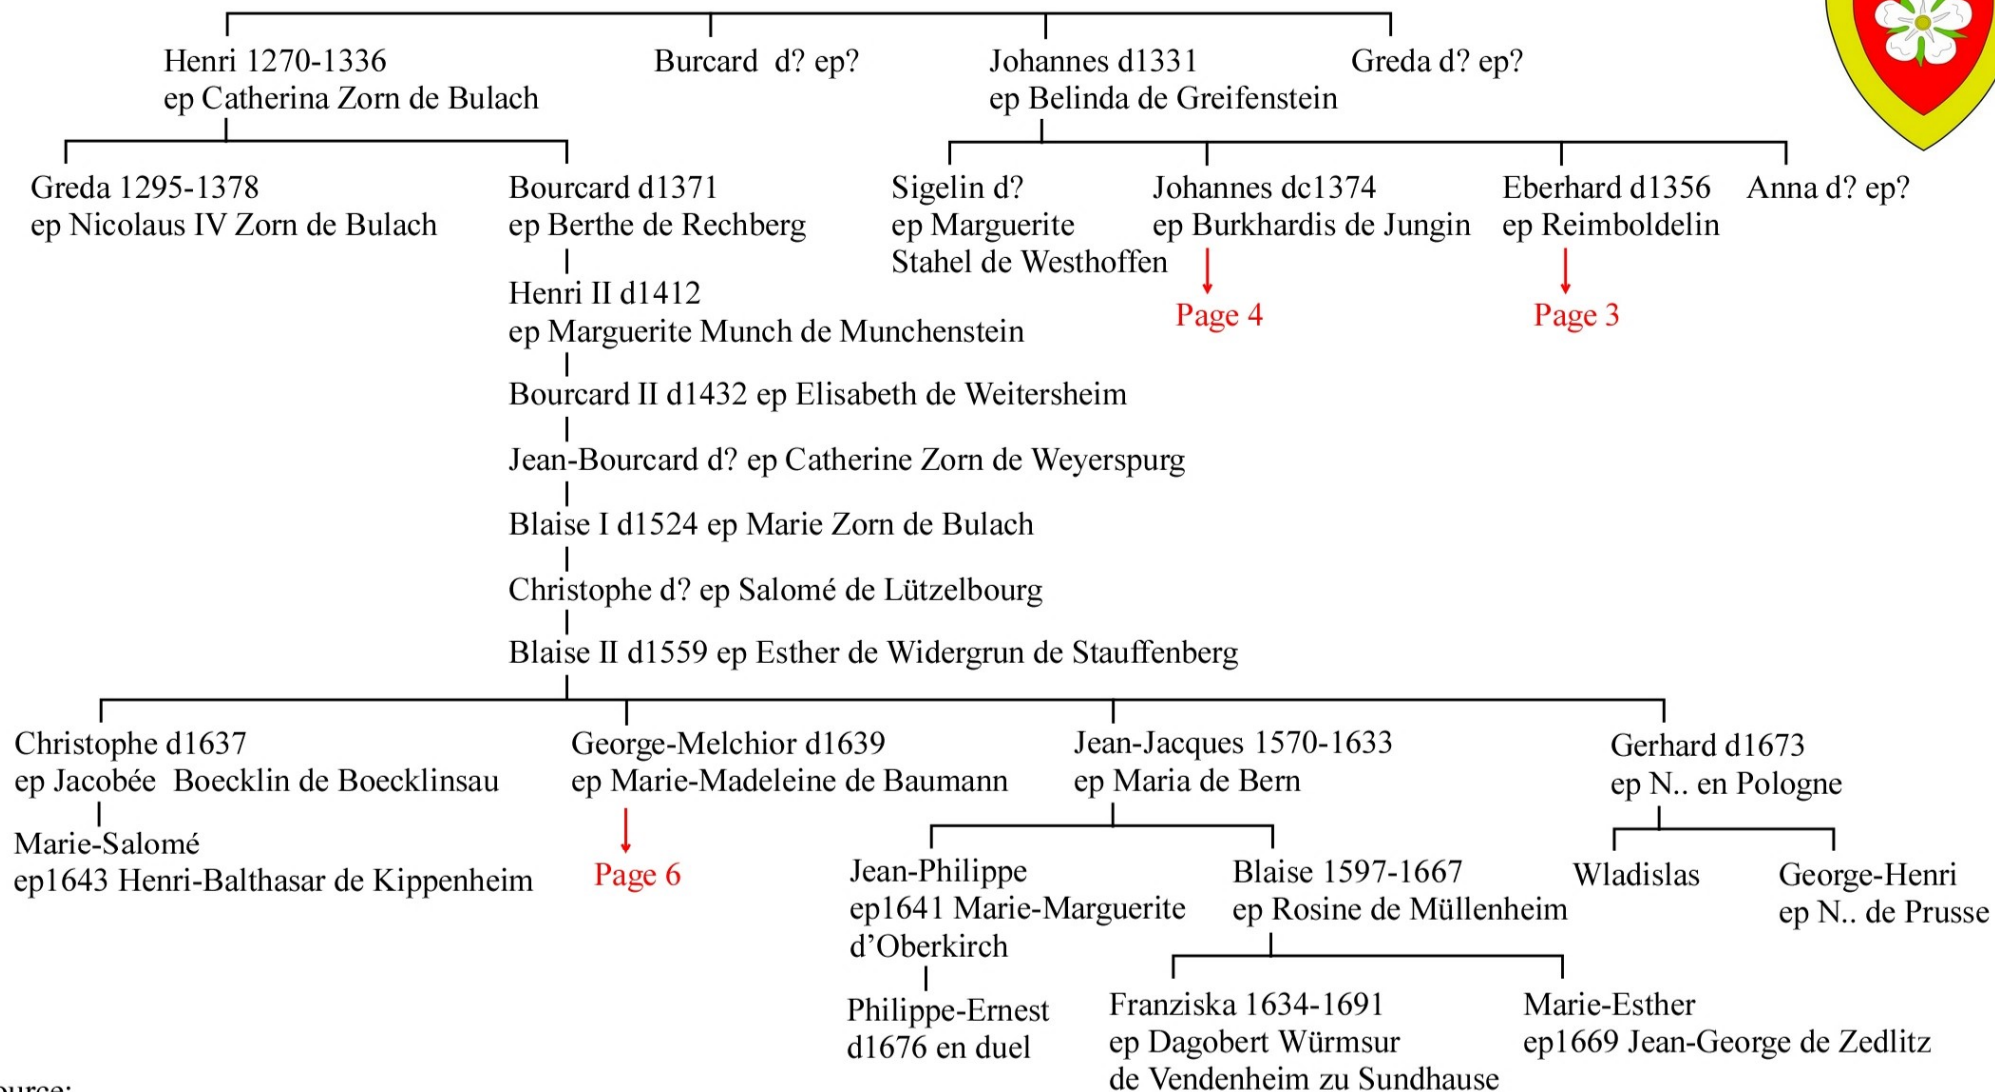 Henri 1270-1336
ep Catherina Zorn de Bulach
Burcard d? ep?
Johannes d1331
ep Belinda de Greifenstein
Greda d? ep?
Greda 1295-1378
ep Nicolaus IV Zorn de Bulach
Bourcard d1371
ep Berthe de Rechberg
Sigelin d?
ep Marguerite
Stahel de Westhoffen
Johannes dc1374
ep Burkhardis de Jungin
Page 4
Eberhard d1356
ep Reimboldelin
Page 3
Anna d? ep?
Henri II d1412
ep Marguerite Munch de Munchenstein
Bourcard II d1432 ep Elisabeth de Weitersheim
Jean-Bourcard d? ep Catherine Zorn de Weyerspurg
Blaise I d1524 ep Marie Zorn de Bulach
Christophe d? ep Salomé de Lützelbourg
Blaise II d1559 ep Esther de Widergrun de Stauffenberg
Christophe d1637
ep Jacobée Boecklin de Boecklinsau
Marie-Salomé
ep1643 Henri-Balthasar de Kippenheim
George-Melchior d1639
ep Marie-Madeleine de Baumann
Page 6
Jean-Jacques 1570-1633
ep Maria de Bern
Gerhard d1673
ep N.. en Pologne
Jean-Philippe
ep1641 Marie-Marguerite
d’Oberkirch
Blaise 1597-1667
ep Rosine de Müllenheim
Wladislas
George-Henri
ep N.. de Prusse
Philippe-Ernest
d1676 en duel
Franziska 1634-1691
ep Dagobert Würmsur
de Vendenheim zu Sundhause
Marie-Esther
ep1669 Jean-George de Zedlitz